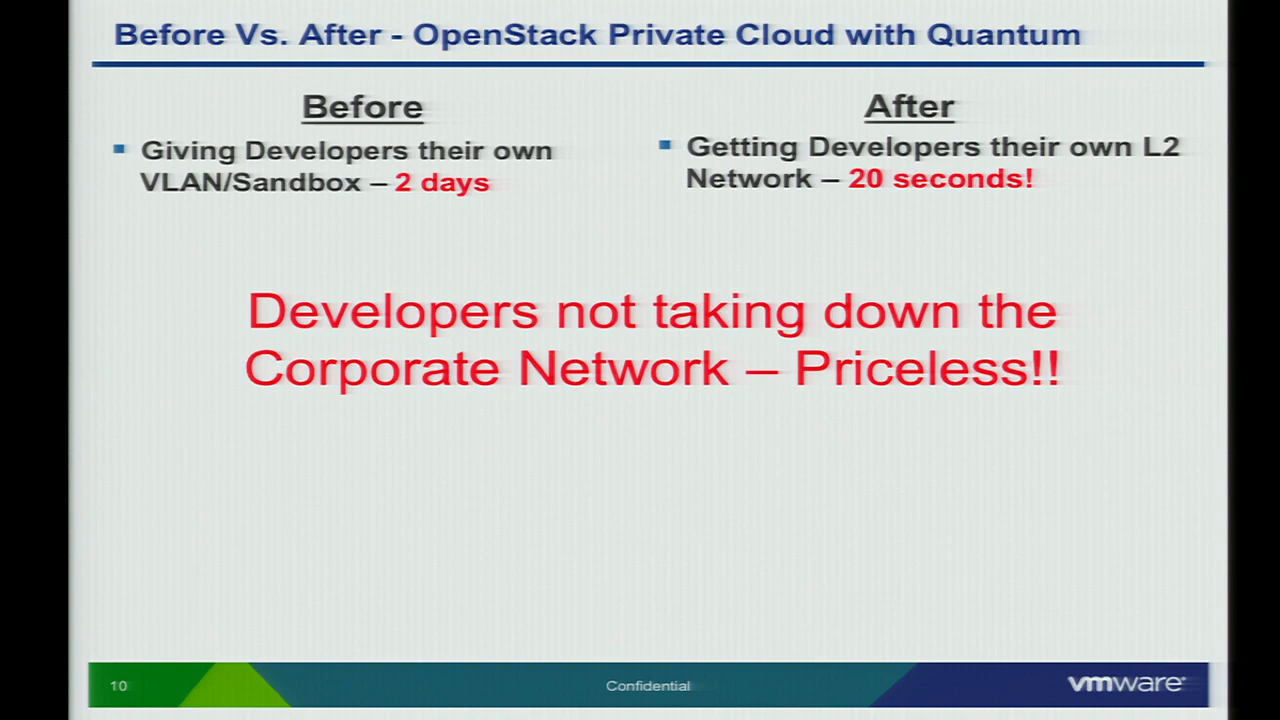 Before Vs. After - OpenStack Private Cloud with Quantum
Before
Giving Developers their own
VLAN/Sandbox – 2 days
After
Getting Developers their own L2
Network – 20 seconds!
Developers not taking down the
Corporate Network – Priceless!!
10
Confidential
vmware